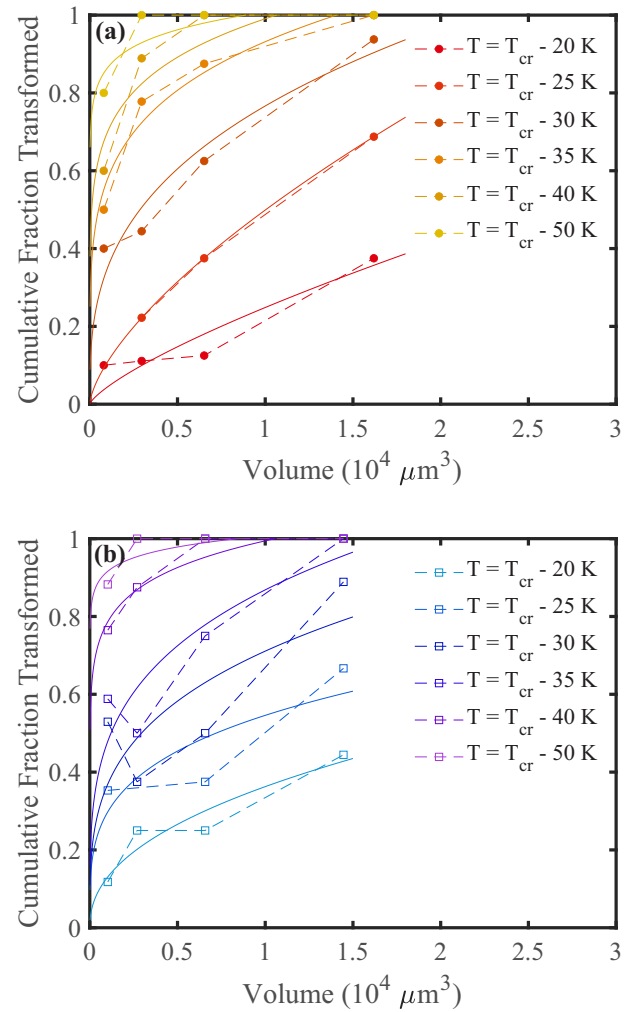 (a)
Cumulative Fraction Transformed
1
0.8
0.6
0.4
0.2
0
T = T_cr - 20 K
T = T_cr - 25 K
T = T_cr - 30 K
T = T_cr - 35 K
T = T_cr - 40 K
T = T_cr - 50 K
0 0.5 1 1.5 2 2.5 3
Volume (10^4 μm^3)
(b)
Cumulative Fraction Transformed
1
0.8
0.6
0.4
0.2
0
T = T_cr - 20 K
T = T_cr - 25 K
T = T_cr - 30 K
T = T_cr - 35 K
T = T_cr - 40 K
T = T_cr - 50 K
0 0.5 1 1.5 2 2.5 3
Volume (10^4 μm^3)